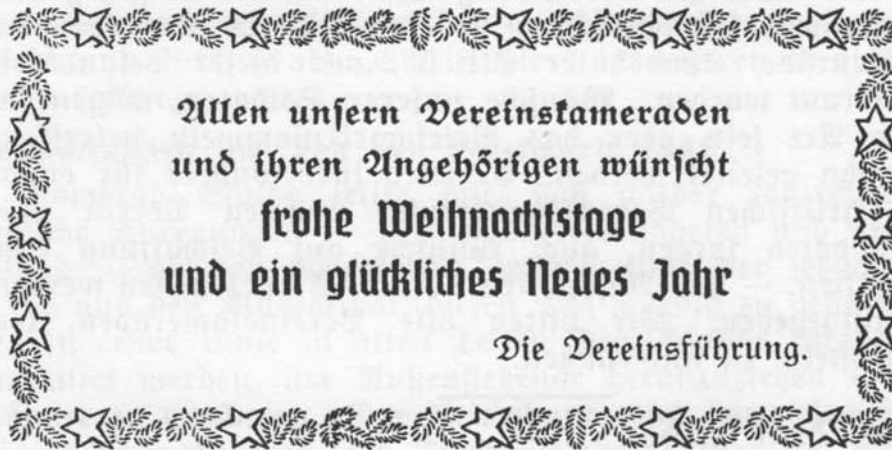 Allen unsern Vereinskameraden
und ihren Angehörigen wünscht
frohe Weihnachtstage
und ein glückliches Neues Jahr
Die Vereinsführung.